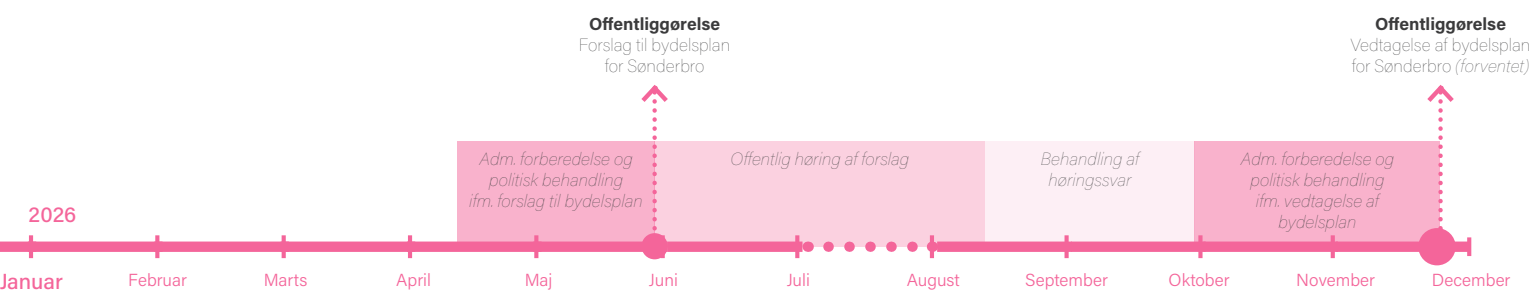 Offentliggørelse
Forslag til bydelsplan
for Sønderbro
Offentliggørelse
Vedtagelse af bydelsplan
for Sønderbro (forventet)
Adm. forberedelse og
politisk behandling
ifm. forslag til bydelsplan
Offentlig høring af forslag
Behandling af
høringssvar
Adm. forberedelse og
politisk behandling
ifm. vedtagelse af
bydelsplan
2026
Januar
Februar
Marts
April
Maj
Juni
Juli
August
September
Oktober
November
December